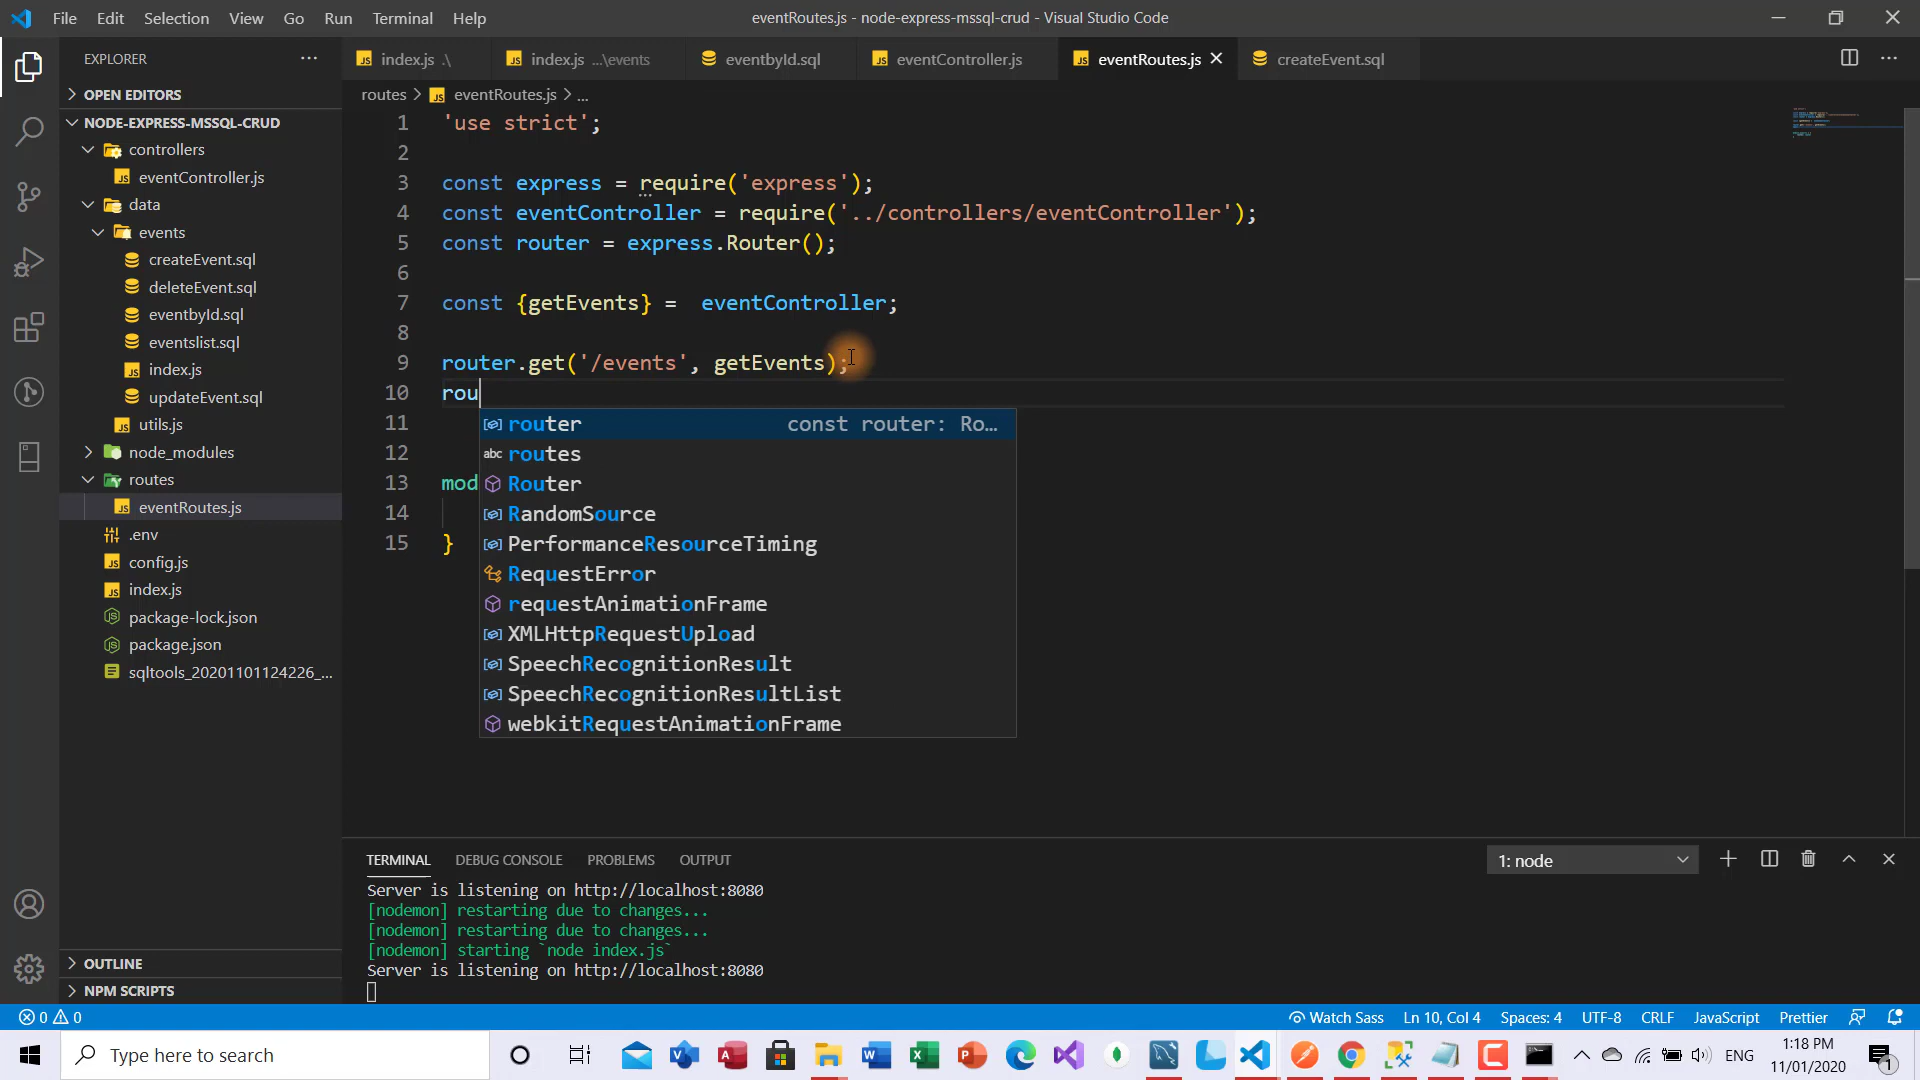 File Edit Selection View Go Run Terminal Help
eventRoutes.js - node-express-mssql-crud - Visual Studio Code
EXPLORER
index.js .\
index.js ...\events
eventbyId.sql
eventController.js
eventRoutes.js
createEvent.sql
OPEN EDITORS
NODE-EXPRESS-MSSQL-CRUD
controllers
eventController.js
data
events
createEvent.sql
deleteEvent.sql
eventbyId.sql
eventslist.sql
index.js
updateEvent.sql
utils.js
node_modules
routes
eventRoutes.js
.env
config.js
index.js
package-lock.json
package.json
sqltools_20201101124226_...
OUTLINE
NPM SCRIPTS
routes > eventRoutes.js > ...
1 'use strict';
2
3 const express = require('express');
4 const eventController = require('../controllers/eventController');
5 const router = express.Router();
6
7 const {getEvents} =  eventController;
8
9 router.get('/events', getEvents);
10 rou
11
12
13 mod
14
15 }
router const router: Ro...
abc routes
Router
RandomSource
PerformanceResourceTiming
RequestError
requestAnimationFrame
XMLHttpRequestUpload
SpeechRecognitionResult
SpeechRecognitionResultList
webkitRequestAnimationFrame
TERMINAL DEBUG CONSOLE PROBLEMS OUTPUT
1: node
Server is listening on http://localhost:8080
[nodemon] restarting due to changes...
[nodemon] restarting due to changes...
[nodemon] starting `node index.js`
Server is listening on http://localhost:8080
0 0
Watch Sass Ln 10, Col 4 Spaces: 4 UTF-8 CRLF JavaScript Prettier
Type here to search
ENG
1:18 PM
11/01/2020
1